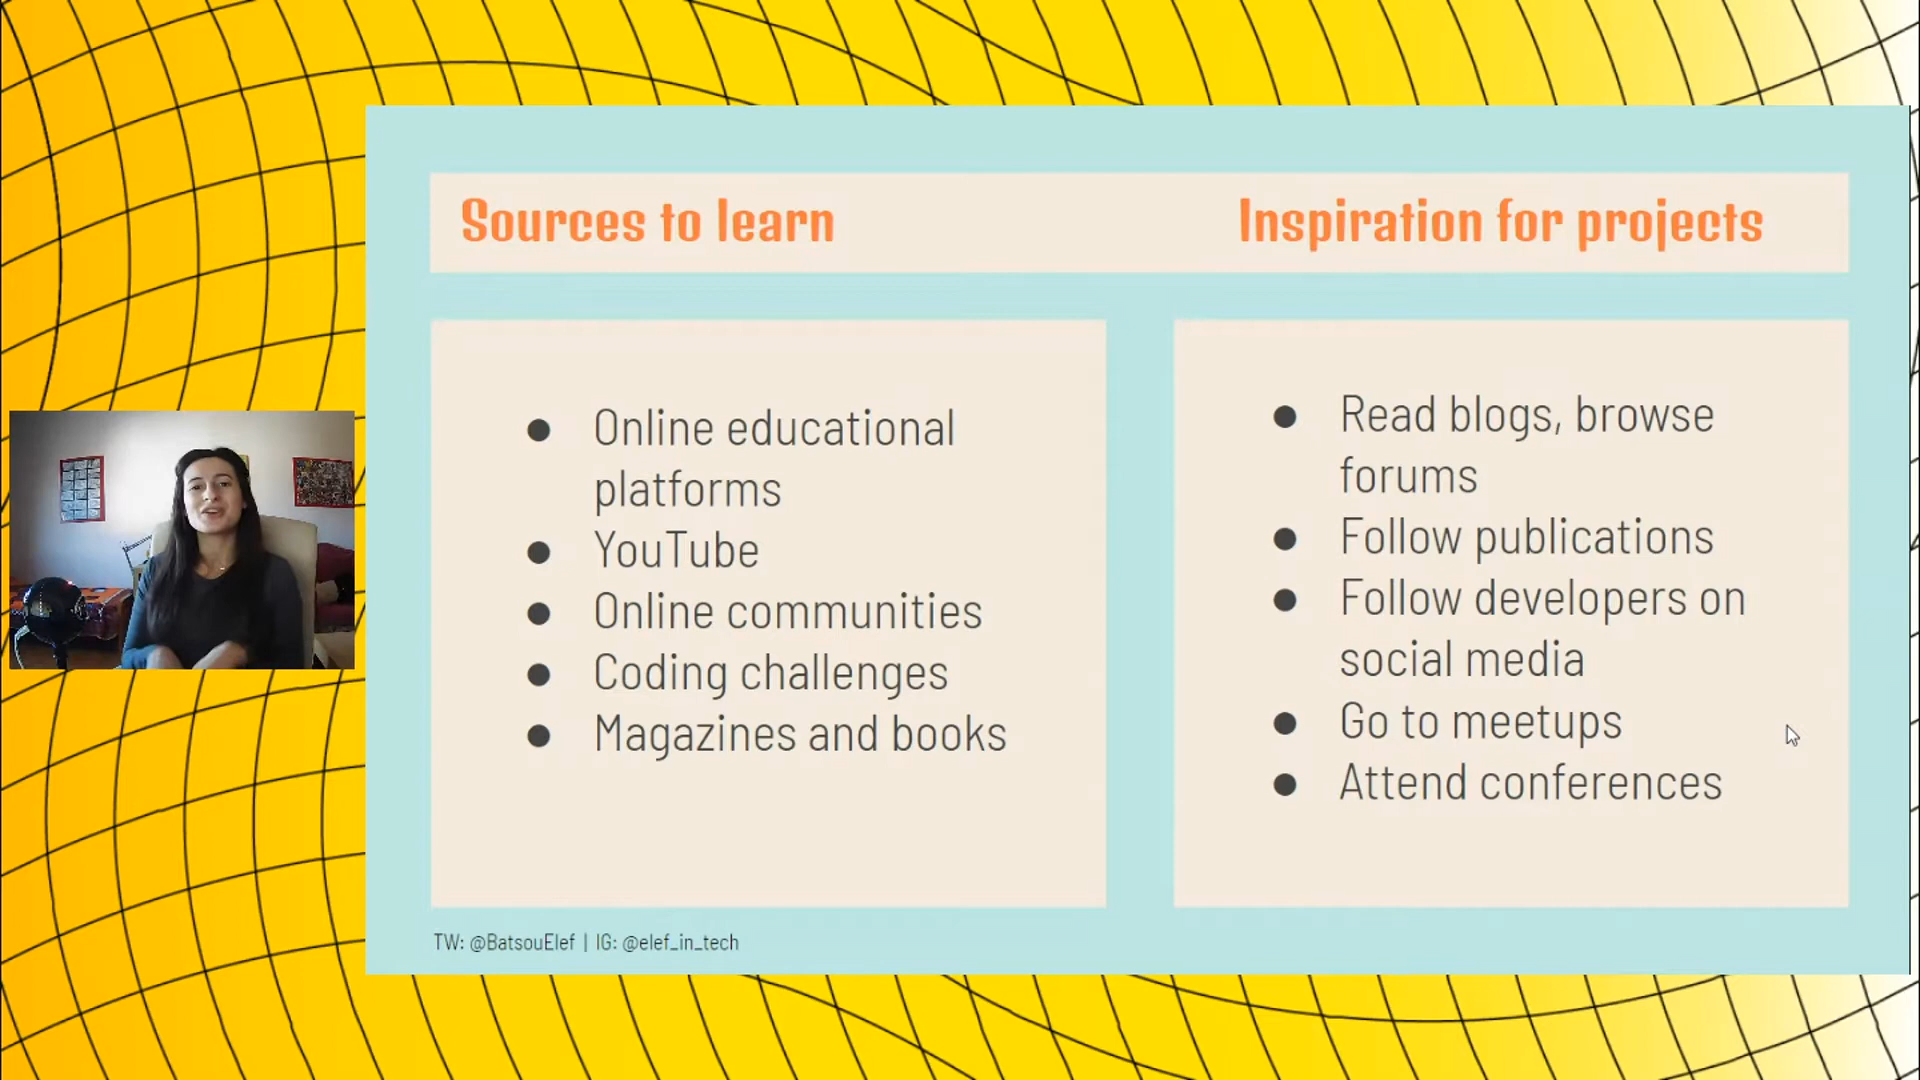 Sources to learn
Inspiration for projects
● Online educational
platforms
● YouTube
● Online communities
● Coding challenges
● Magazines and books
● Read blogs, browse
forums
● Follow publications
● Follow developers on
social media
● Go to meetups
● Attend conferences
TW: @BatsouElef | IG: @elef_in_tech